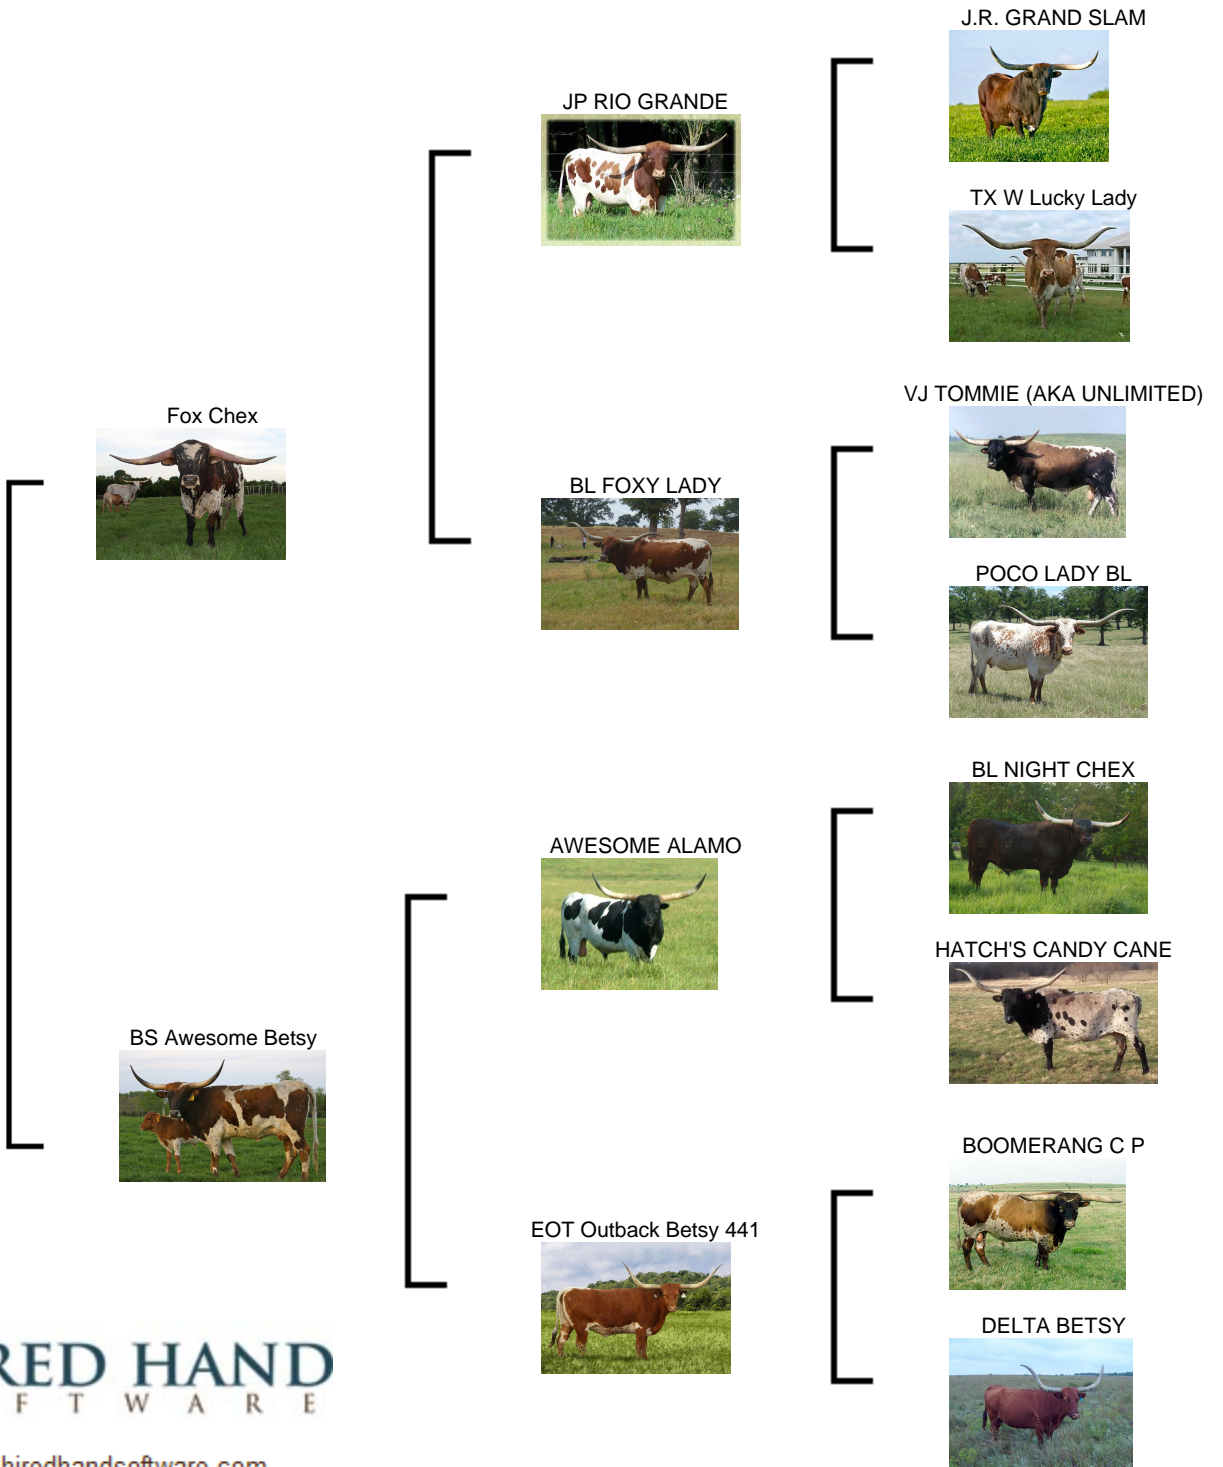 J.R. GRAND SLAM
JP RIO GRANDE
TX W Lucky Lady
Fox Chex
VJ TOMMIE (AKA UNLIMITED)
BL FOXY LADY
POCO LADY BL
BL NIGHT CHEX
AWESOME ALAMO
HATCH'S CANDY CANE
BS Awesome Betsy
BOOMERANG C P
EOT Outback Betsy 441
DELTA BETSY
RED HAND
F T W A R E
hiredhandsoftware.com